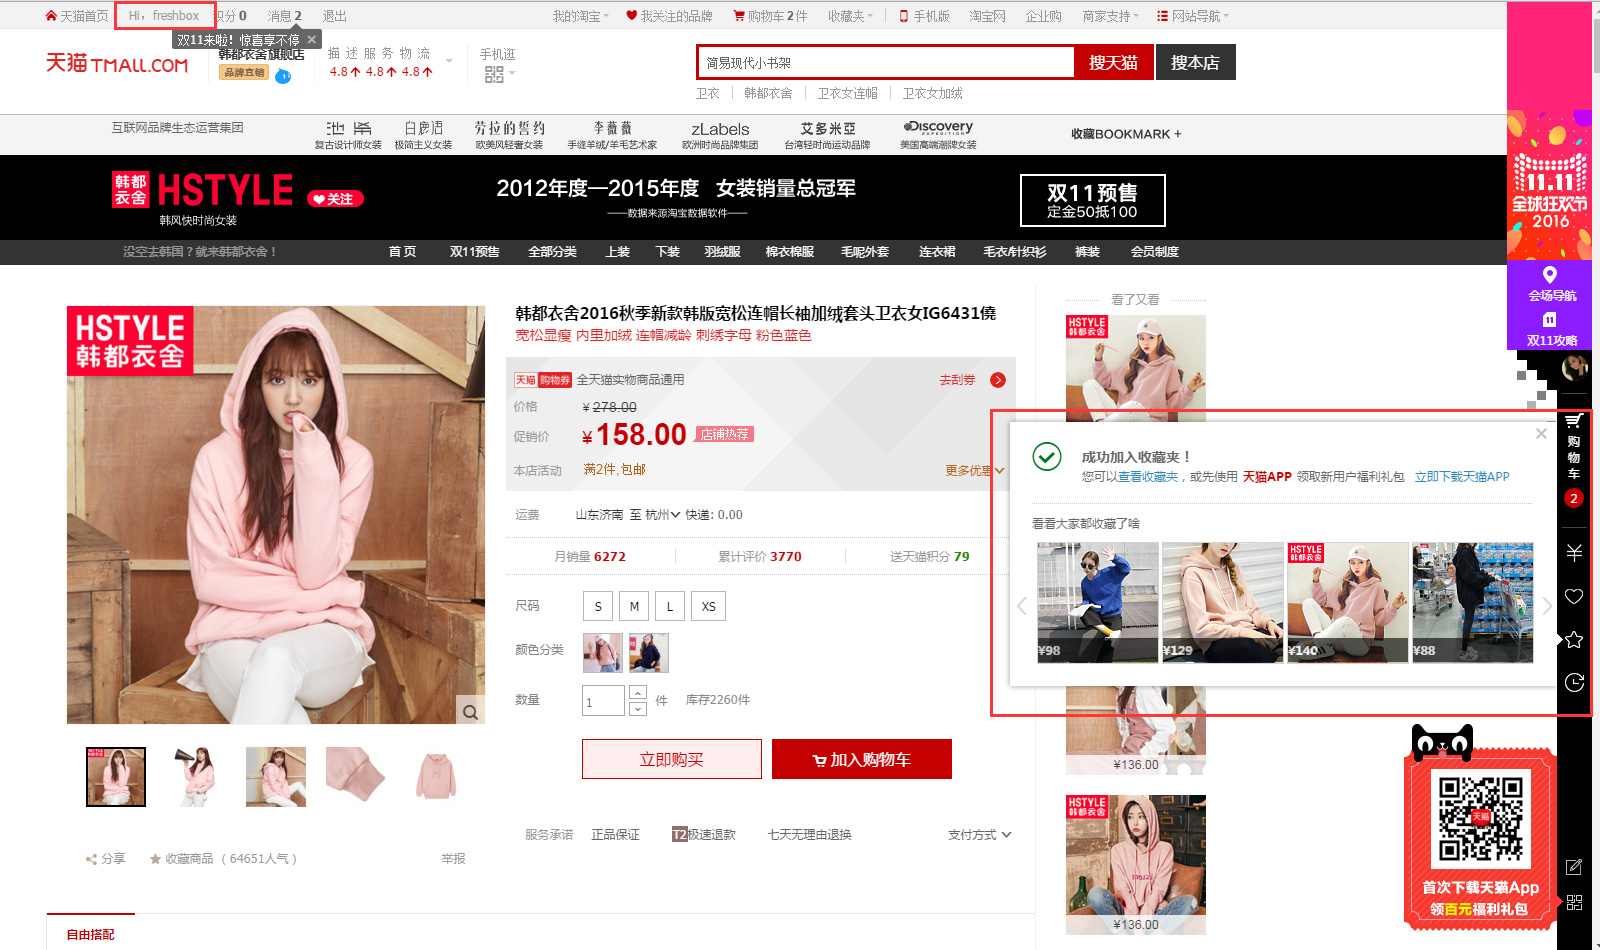 天猫首页
Hi, freshbox
积分 0
消息 2
退出
我的淘宝
我关注的品牌
购物车 2 件
收藏夹
手机版
淘宝网
企业购
商家支持
网站导航
双11来啦！惊喜享不停
天猫 TMALL.COM
韩都衣舍旗舰店
品牌直销
描 述 服 务 物 流
4.8 4.8 4.8
手机逛
简易现代小书架
搜天猫
搜本店
卫衣
韩都衣舍
卫衣女连帽
卫衣女加绒
互联网品牌生态运营集团
复古设计师女装
极简主义女装
劳拉的誓约
欧美风轻奢女装
李薇薇
手缝羊绒/羊毛艺术家
zLabels
欧洲时尚品牌集团
艾多米亞
台湾轻时尚运动品牌
Discovery
EXPEDITION
美国高端潮牌女装
收藏BOOKMARK +
韩都衣舍
HSTYLE
关注
韩风快时尚女装
2012年度—2015年度 女装销量总冠军
——数据来源淘宝数据软件——
双11预售
定金50抵100
没空去韩国？就来韩都衣舍！
首 页
双11预售
全部分类
上装
下装
羽绒服
棉衣棉服
毛呢外套
连衣裙
毛衣/针织衫
裤装
会员制度
11.11
全球狂欢节
2016
会场导航
11
双11攻略
HSTYLE
韩都衣舍
韩都衣舍2016秋季新款韩版宽松连帽长袖加绒套头卫衣女IG6431僥
宽松显瘦 内里加绒 连帽减龄 刺绣字母 粉色蓝色
天猫 购物券 全天猫实物商品通用
去刮券
价格 ¥ 278.00
促销价 ¥ 158.00 店铺热荐
本店活动 满2件,包邮
更多优惠
运费 山东济南 至 杭州 快递: 0.00
月销量 6272
累计评价 3770
送天猫积分 79
尺码 S M L XS
颜色分类
数量 1 件 库存2260件
立即购买
加入购物车
服务承诺 正品保证 T2极速退款 七天无理由退换 支付方式
分享
收藏商品 （64651人气）
举报
自由搭配
看了又看
HSTYLE
韩都衣舍
成功加入收藏夹！
您可以查看收藏夹，或先使用 天猫APP 领取新用户福利礼包 立即下载天猫APP
看看大家都收藏了啥
HSTYLE
韩都衣舍
¥98
¥129
¥140
¥88
¥136.00
HSTYLE
韩都衣舍
¥136.00
购物车
2
天猫
首次下载天猫App
领百元福利礼包